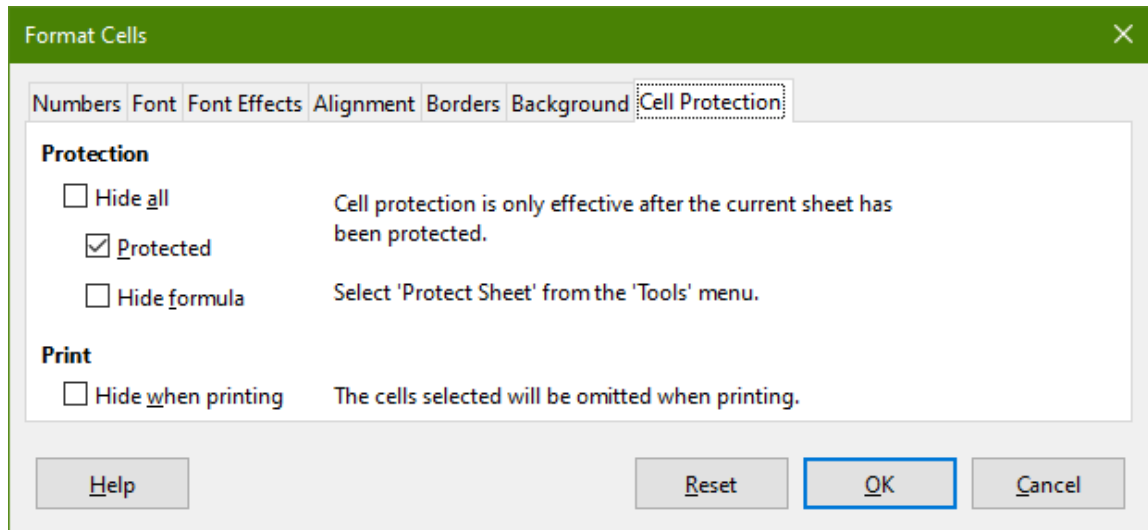 Format Cells
Numbers Font Font Effects Alignment Borders Background Cell Protection
Protection
Hide all
Cell protection is only effective after the current sheet has
been protected.
Protected
Hide formula
Select 'Protect Sheet' from the 'Tools' menu.
Print
Hide when printing
The cells selected will be omitted when printing.
Help
Reset
OK
Cancel